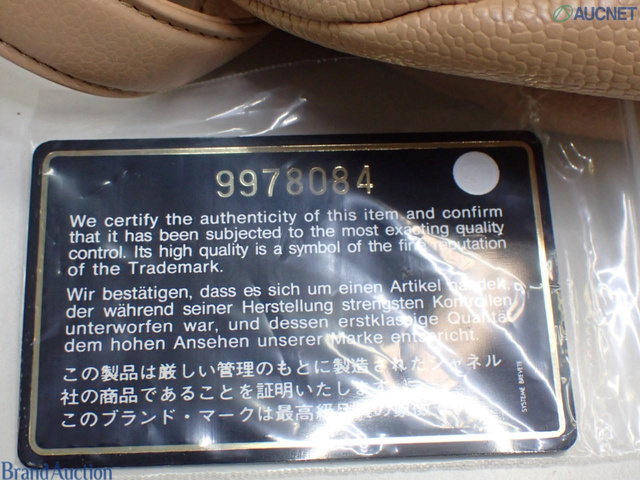 AUCNET
9978084
We certify the authenticity of this item and confirm
that it has been subjected to the most exacting quality
control. Its high quality is a symbol of the fine reputation
of the Trademark.
Wir bestätigen, dass es sich um einen Artikel handelt
der während seiner Herstellung strengsten Kontrollen
unterworfen war, und dessen erstklassige Qualität
dem hohen Ansehen unserer Marke entspricht.
この製品は厳しい管理のもとに製造されたシャネル
社の商品であることを証明いたします
このブランド・マークは最高級
SYSTEME BREVETE
Brand Auction